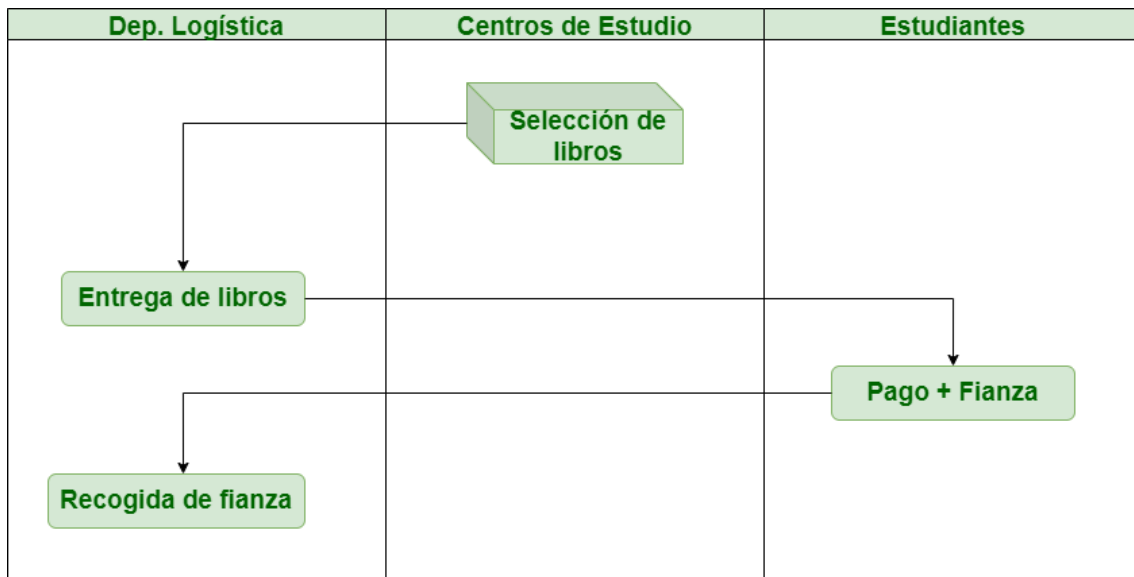 Dep. Logística
Centros de Estudio
Estudiantes
Selección de
libros
Entrega de libros
Pago + Fianza
Recogida de fianza